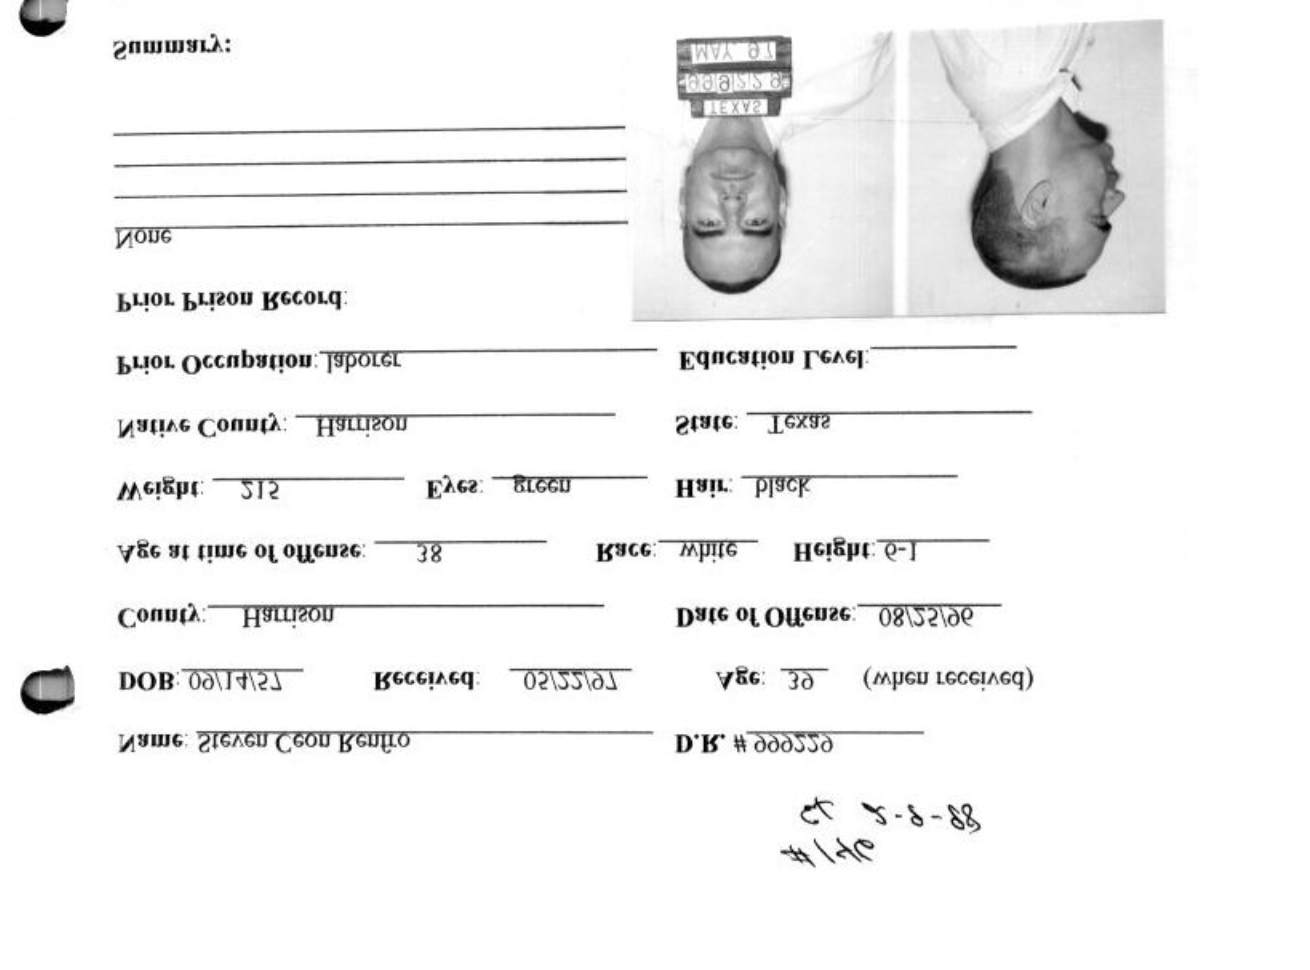 #146
ex 2-9-98
Name: Steven Ceon Renfro D.R. # 999229
DOB: 09/14/57 Received: 05/22/97 Age: 39 (when received)
County: Harrison Date of Offense: 08/25/96
Age at time of offense: 38 Race: white Height: 6-1
Weight: 215 Eyes: green Hair: black
Native County: Harrison State: Texas
Prior Occupation: laborer Education Level:
Prior Prison Record:
None
TEXAS
999229
MAY 97
Summary: